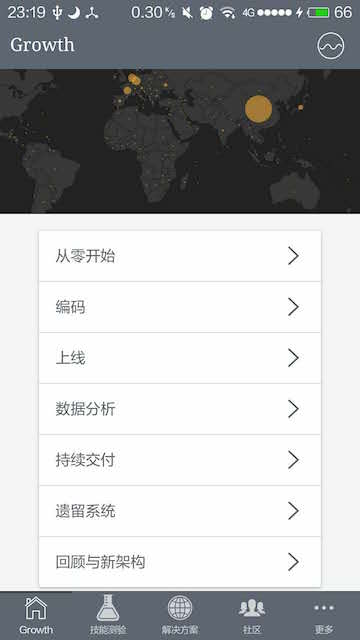 23:19 0.30 K/s 4G 66
Growth
从零开始
编码
上线
数据分析
持续交付
遗留系统
回顾与新架构
Growth 技能测验 解决方案 社区 更多